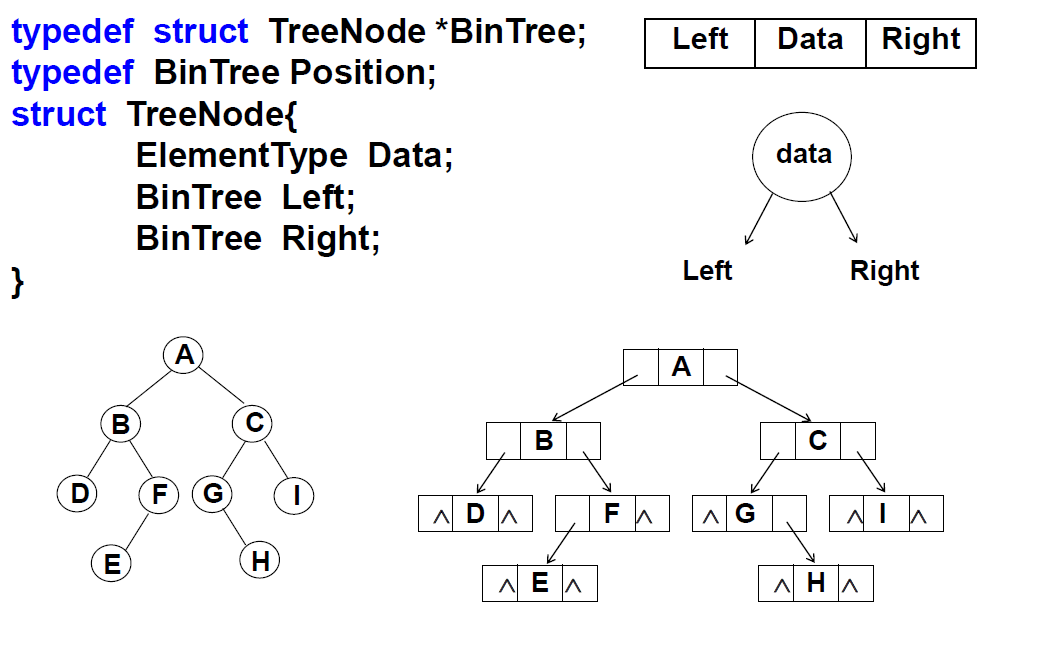 typedef struct TreeNode *BinTree;
typedef BinTree Position;
struct TreeNode{
ElementType Data;
BinTree Left;
BinTree Right;
}
Left Data Right
data
Left Right
A
B C
D F G I
E H
A
B C
^ D ^ F ^ ^ G ^ I ^
^ E ^ ^ H ^